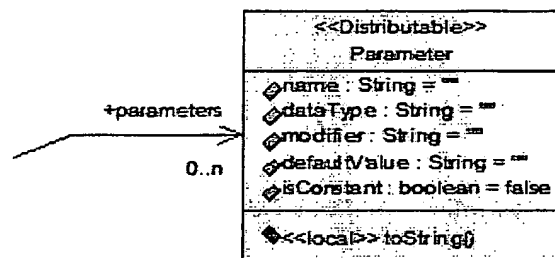 <<Distributable>>
Parameter
name : String = ""
dataType : String = ""
+parameters
modifier : String = ""
defaultValue : String = ""
0..n
isConstant : boolean = false
<<local>> toString()